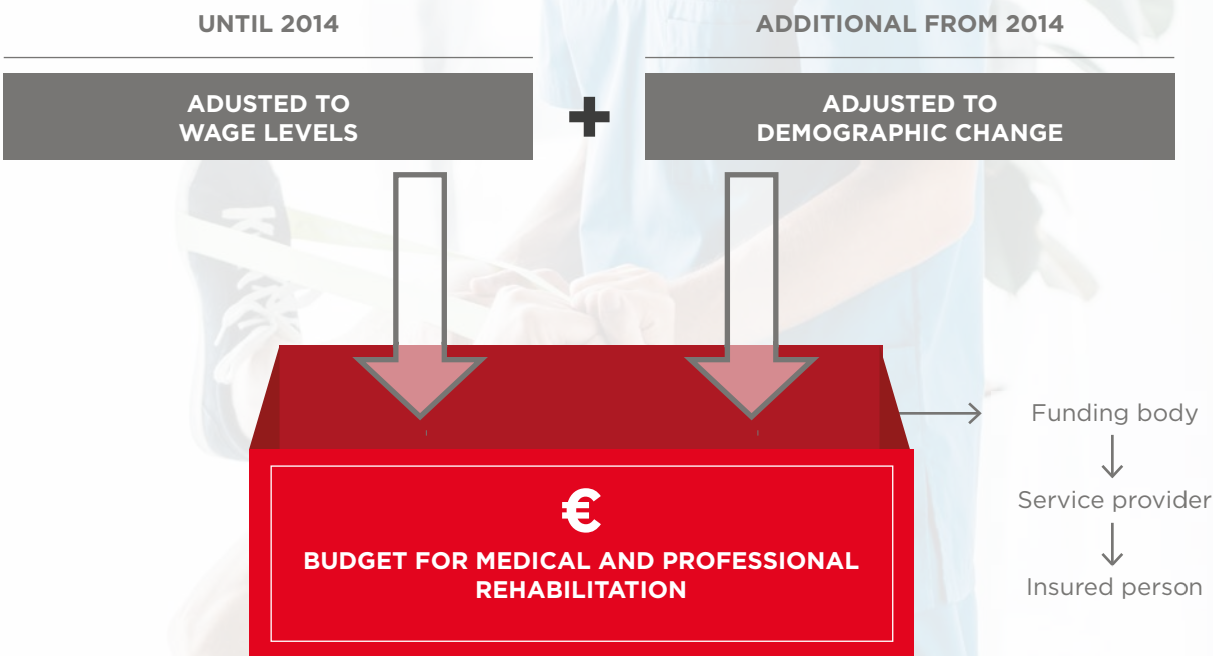 UNTIL 2014
ADDITIONAL FROM 2014
ADUSTED TO
WAGE LEVELS
+
ADJUSTED TO
DEMOGRAPHIC CHANGE
€
BUDGET FOR MEDICAL AND PROFESSIONAL
REHABILITATION
Funding body
Service provider
Insured person